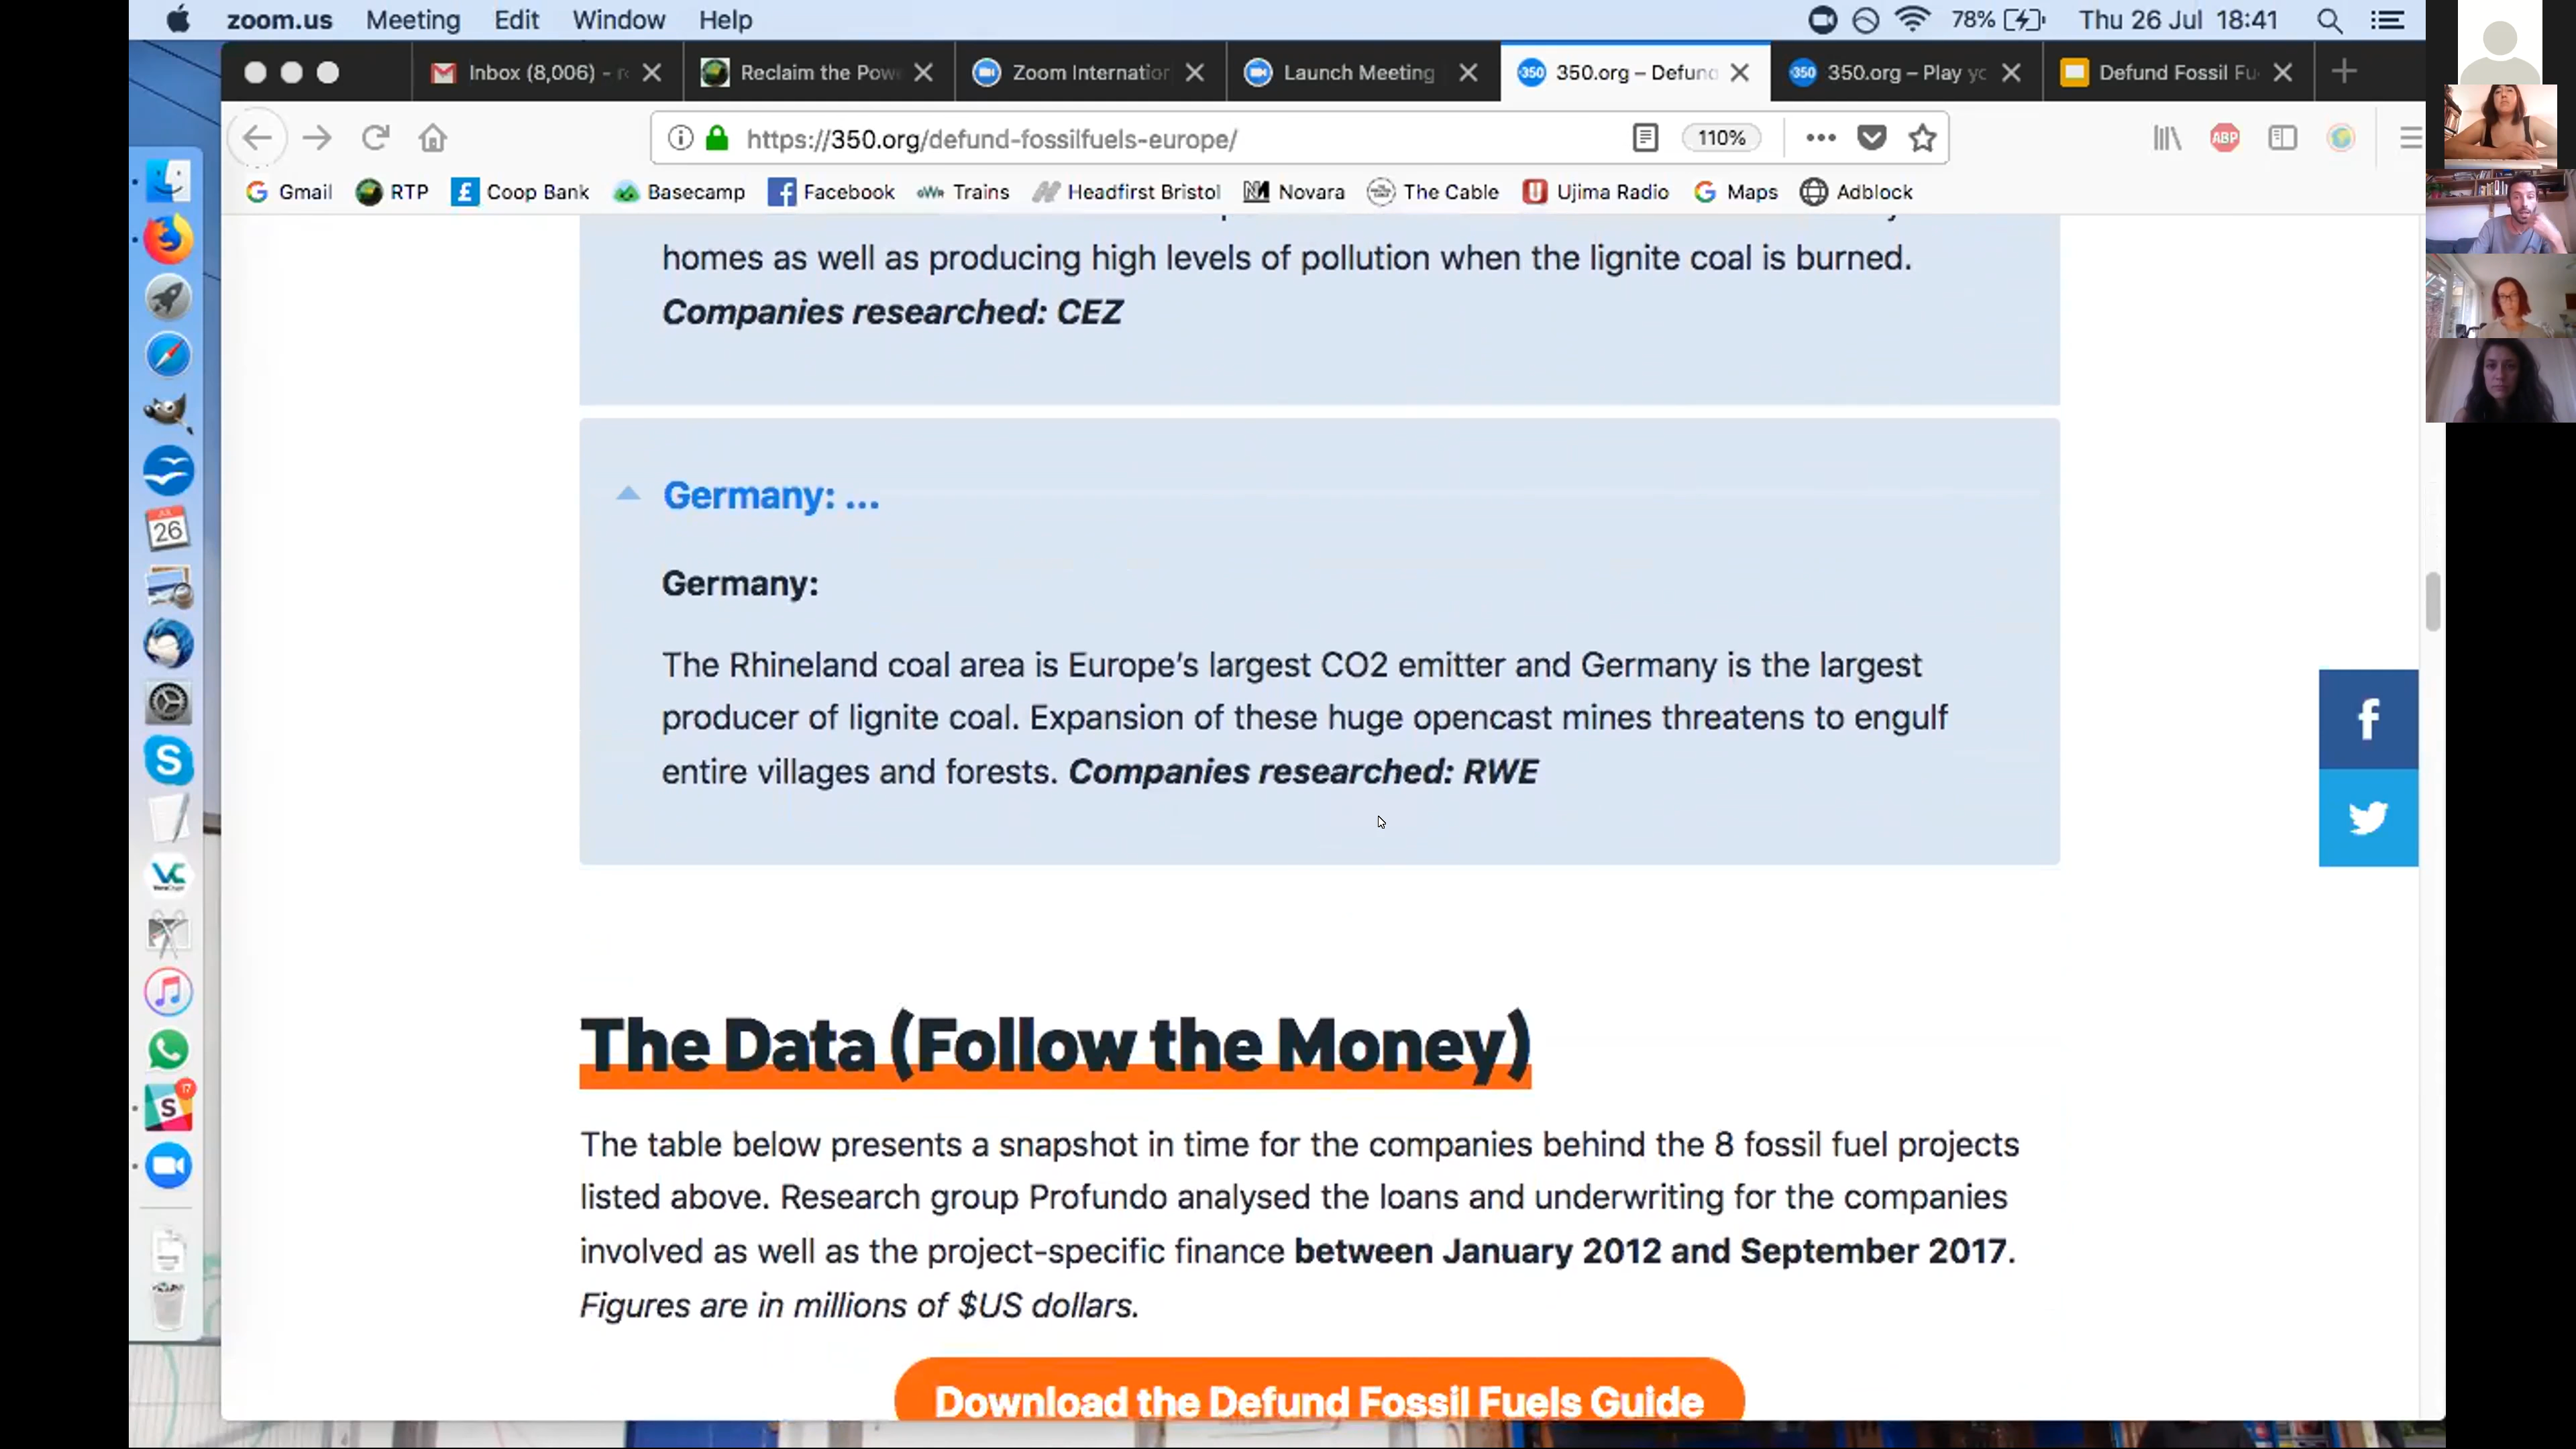 zoom.us Meeting Edit Window Help 78% Thu 26 Jul 18:41
Inbox (8,006) - Reclaim the Pow Zoom Internatior Launch Meeting 350 350.org – Defund 350 350.org – Play yo Defund Fossil Fu
https://350.org/defund-fossilfuels-europe/ 110% ABP
Gmail RTP £ Coop Bank Basecamp Facebook GWR Trains Headfirst Bristol Novara The Cable Ujima Radio Maps Adblock
homes as well as producing high levels of pollution when the lignite coal is burned.
Companies researched: CEZ
Germany: ...
Germany:
The Rhineland coal area is Europe’s largest CO2 emitter and Germany is the largest
producer of lignite coal. Expansion of these huge opencast mines threatens to engulf
entire villages and forests. Companies researched: RWE
The Data (Follow the Money)
The table below presents a snapshot in time for the companies behind the 8 fossil fuel projects
listed above. Research group Profundo analysed the loans and underwriting for the companies
involved as well as the project-specific finance between January 2012 and September 2017.
Figures are in millions of $US dollars.
Download the Defund Fossil Fuels Guide
JUL
26
17